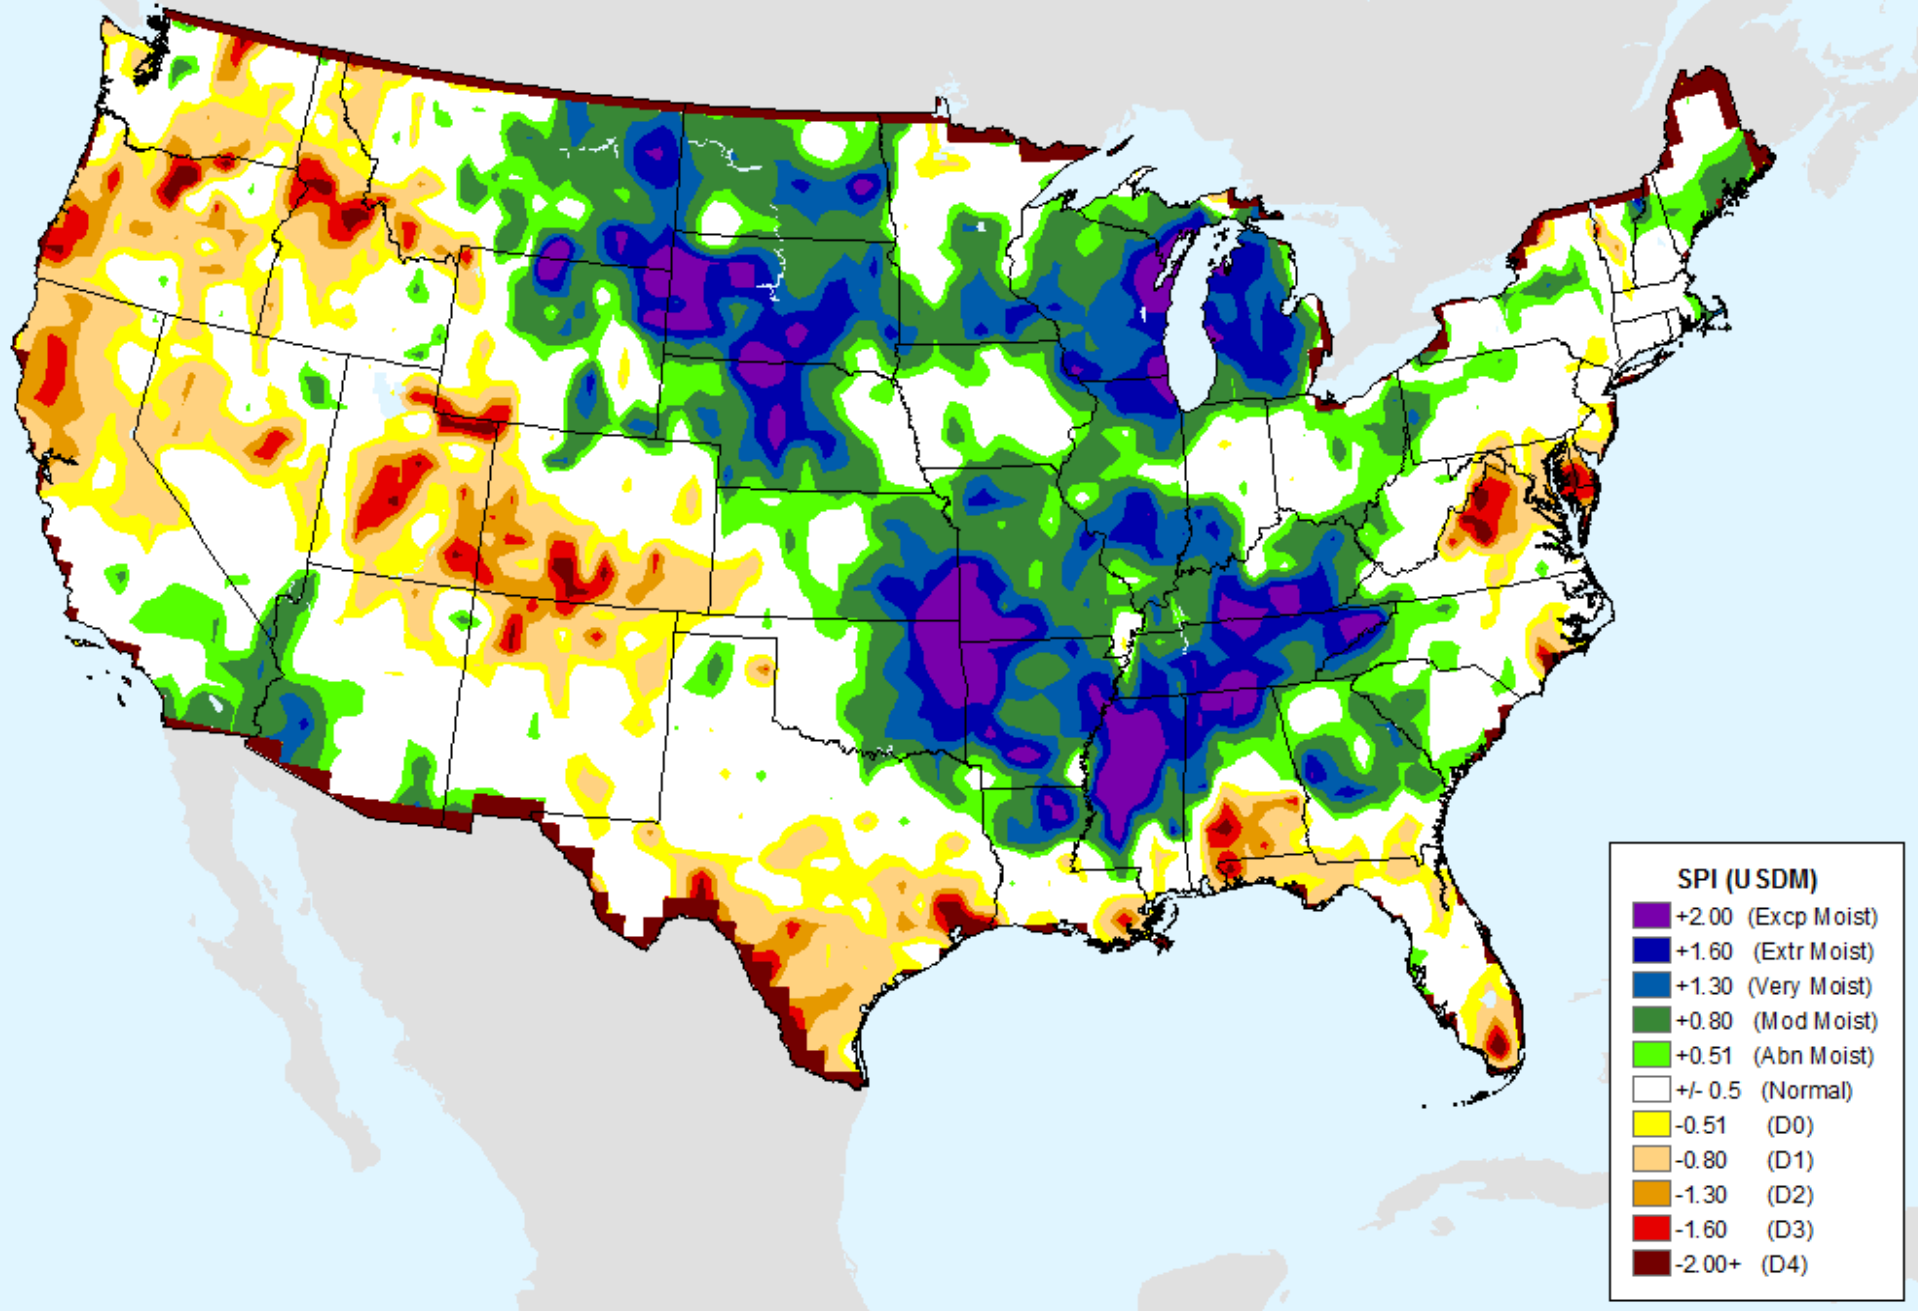 SPI (USDM)
+2.00 (Excp Moist)
+1.60 (Extr Moist)
+1.30 (Very Moist)
+0.80 (Mod Moist)
+0.51 (Abn Moist)
+/- 0.5 (Normal)
-0.51 (D0)
-0.80 (D1)
-1.30 (D2)
-1.60 (D3)
-2.00+ (D4)